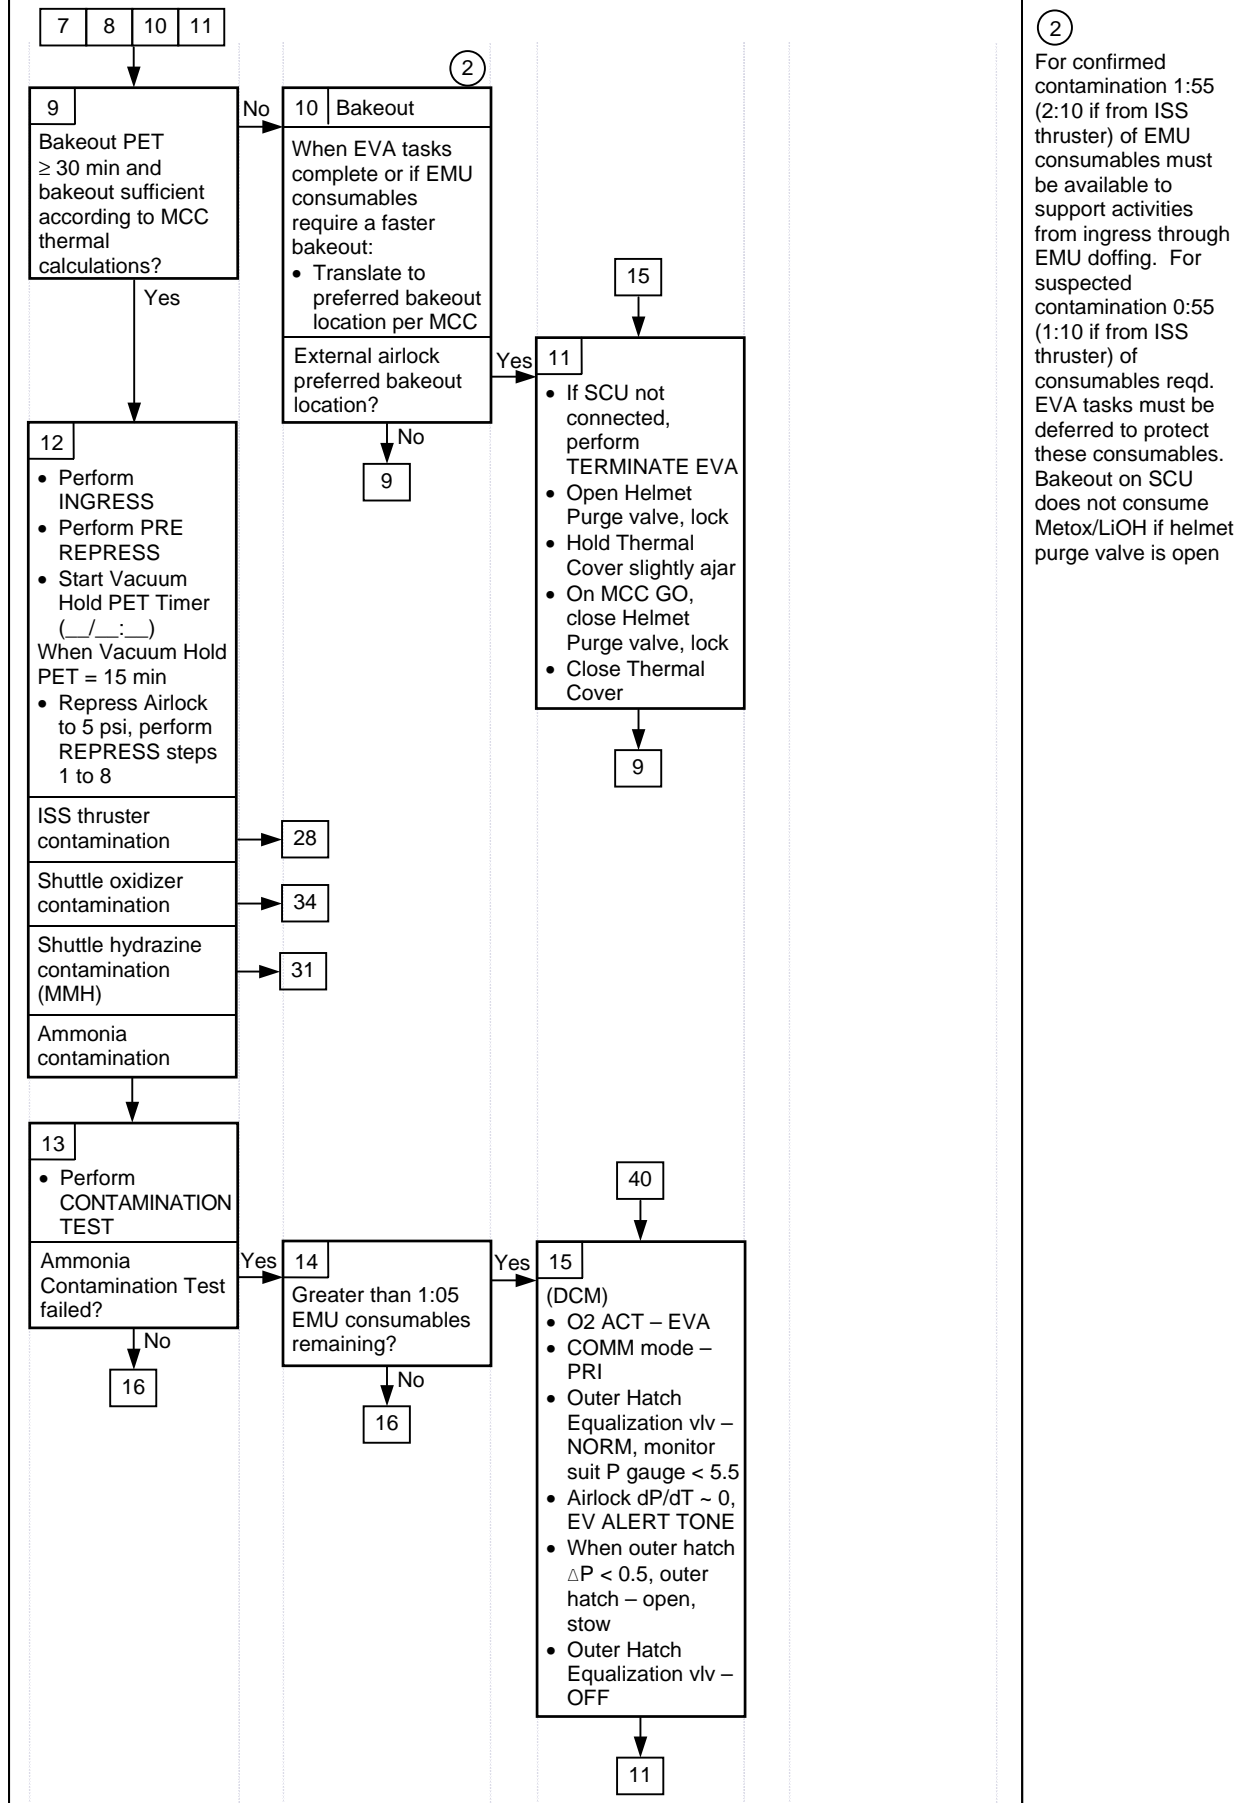 7 8 10 11
9
Bakeout PET
≥ 30 min and
bakeout sufficient
according to MCC
thermal
calculations?
No
Yes
2
10 Bakeout
When EVA tasks
complete or if EMU
consumables
require a faster
bakeout:
• Translate to
preferred bakeout
location per MCC
External airlock
preferred bakeout
location?
Yes
No
9
15
11
• If SCU not
connected,
perform
TERMINATE EVA
• Open Helmet
Purge valve, lock
• Hold Thermal
Cover slightly ajar
• On MCC GO,
close Helmet
Purge valve, lock
• Close Thermal
Cover
9
12
• Perform
INGRESS
• Perform PRE
REPRESS
• Start Vacuum
Hold PET Timer
(__/__:__)
When Vacuum Hold
PET = 15 min
• Repress Airlock
to 5 psi, perform
REPRESS steps
1 to 8
ISS thruster
contamination
28
Shuttle oxidizer
contamination
34
Shuttle hydrazine
contamination
(MMH)
31
Ammonia
contamination
13
• Perform
CONTAMINATION
TEST
Ammonia
Contamination Test
failed?
Yes
No
16
14
Greater than 1:05
EMU consumables
remaining?
Yes
No
16
40
15
(DCM)
• O2 ACT – EVA
• COMM mode –
PRI
• Outer Hatch
Equalization vlv –
NORM, monitor
suit P gauge < 5.5
• Airlock dP/dT ~ 0,
EV ALERT TONE
• When outer hatch
ΔP < 0.5, outer
hatch – open,
stow
• Outer Hatch
Equalization vlv –
OFF
11
2
For confirmed
contamination 1:55
(2:10 if from ISS
thruster) of EMU
consumables must
be available to
support activities
from ingress through
EMU doffing. For
suspected
contamination 0:55
(1:10 if from ISS
thruster) of
consumables reqd.
EVA tasks must be
deferred to protect
these consumables.
Bakeout on SCU
does not consume
Metox/LiOH if helmet
purge valve is open